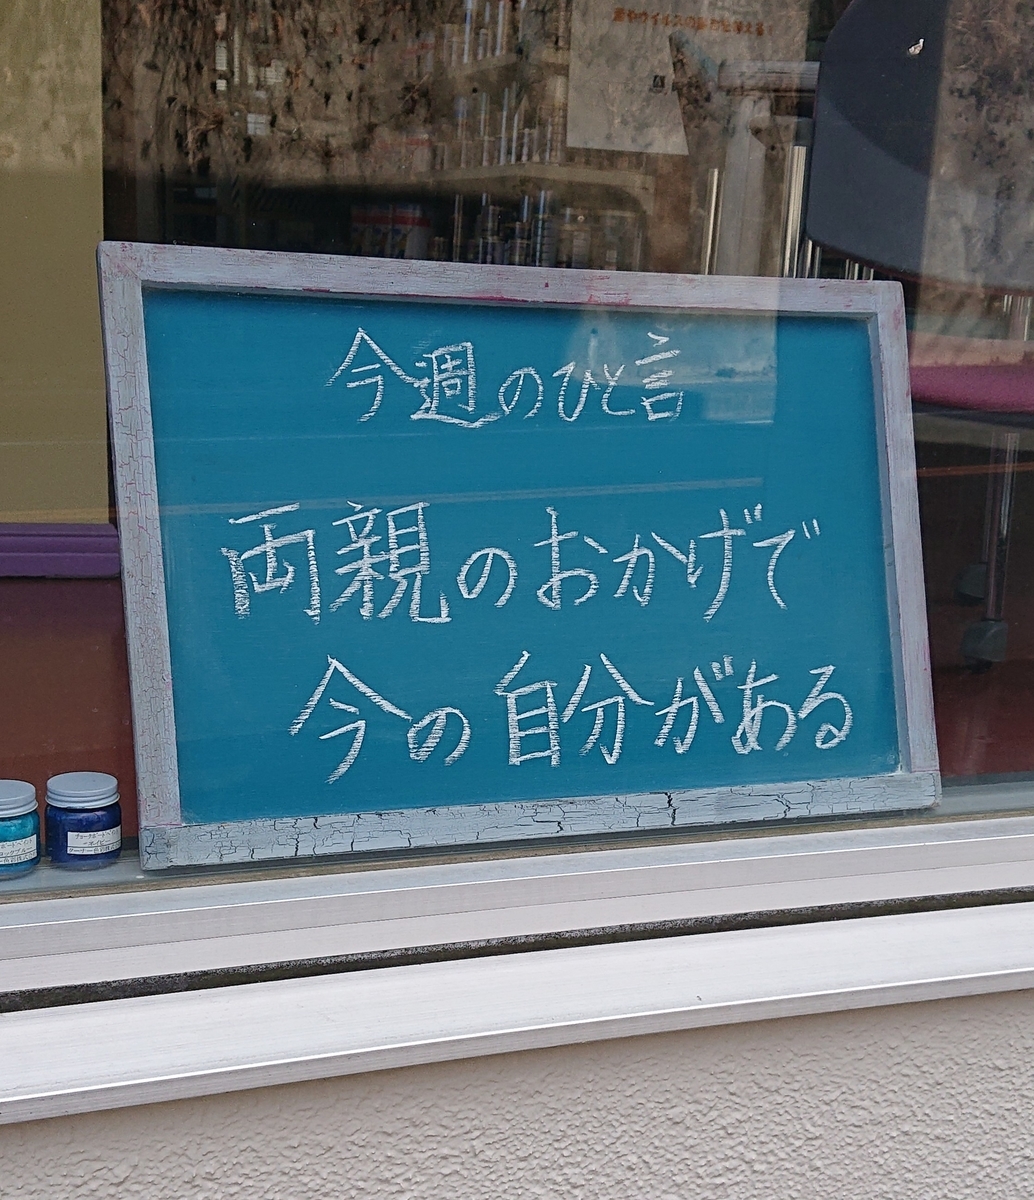 今週のひと言
両親のおかげで
今の自分がある